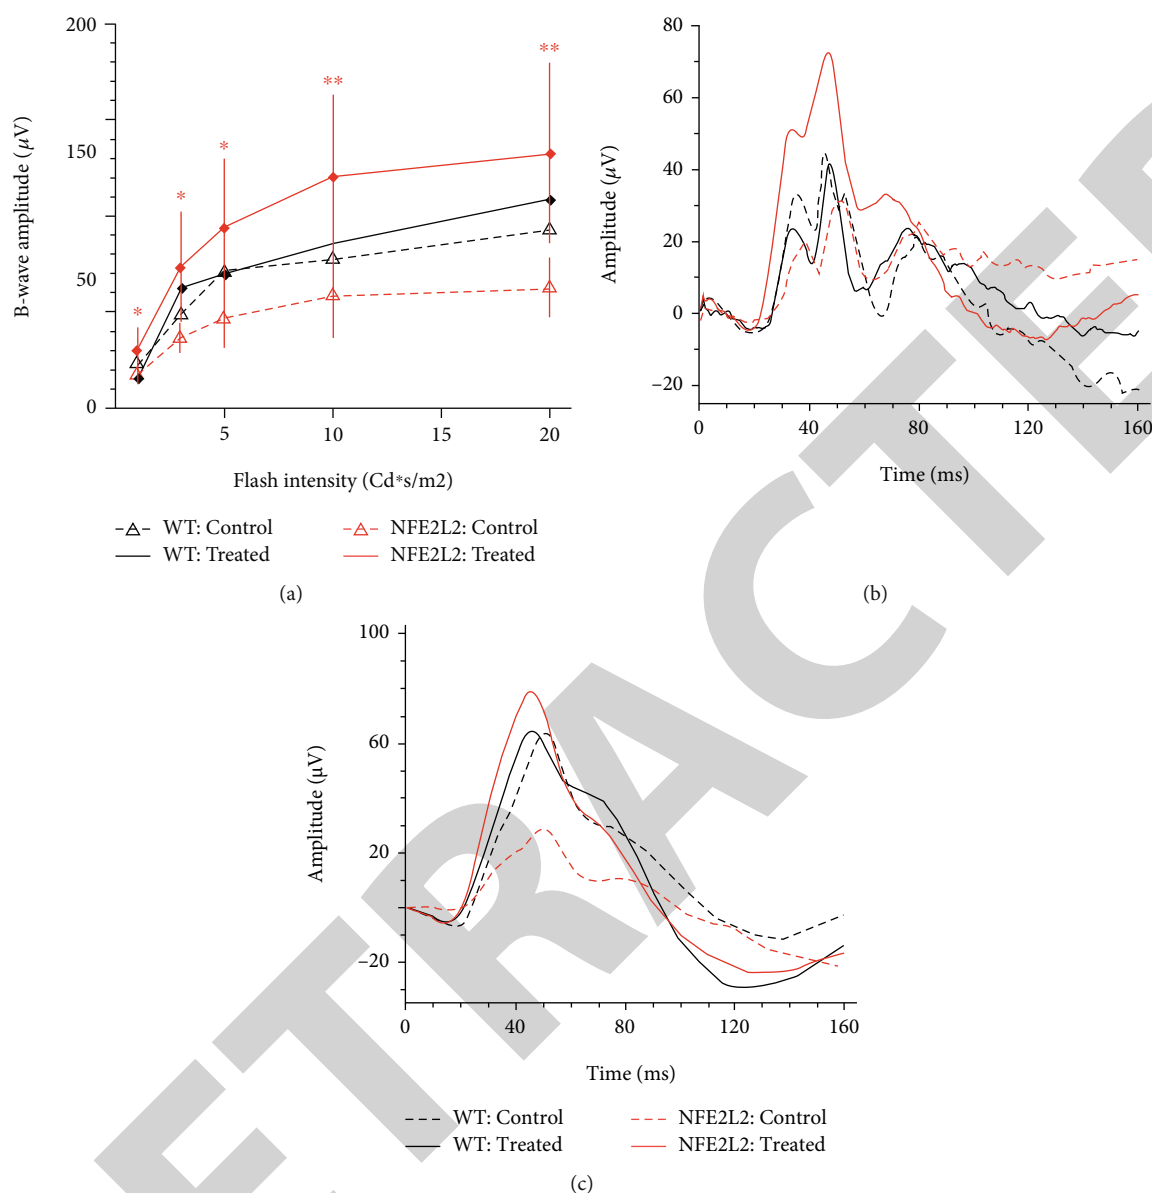 200
150
50
0
B-wave amplitude (μV)
*
*
*
**
**
5
10
15
20
Flash intensity (Cd*s/m2)
WT: Control
NFE2L2: Control
WT: Treated
NFE2L2: Treated
(a)
80
60
40
20
0
−20
Amplitude (μV)
0
40
80
120
160
Time (ms)
(b)
100
60
20
−20
Amplitude (μV)
0
40
80
120
160
Time (ms)
WT: Control
NFE2L2: Control
WT: Treated
NFE2L2: Treated
(c)
ETRACTE